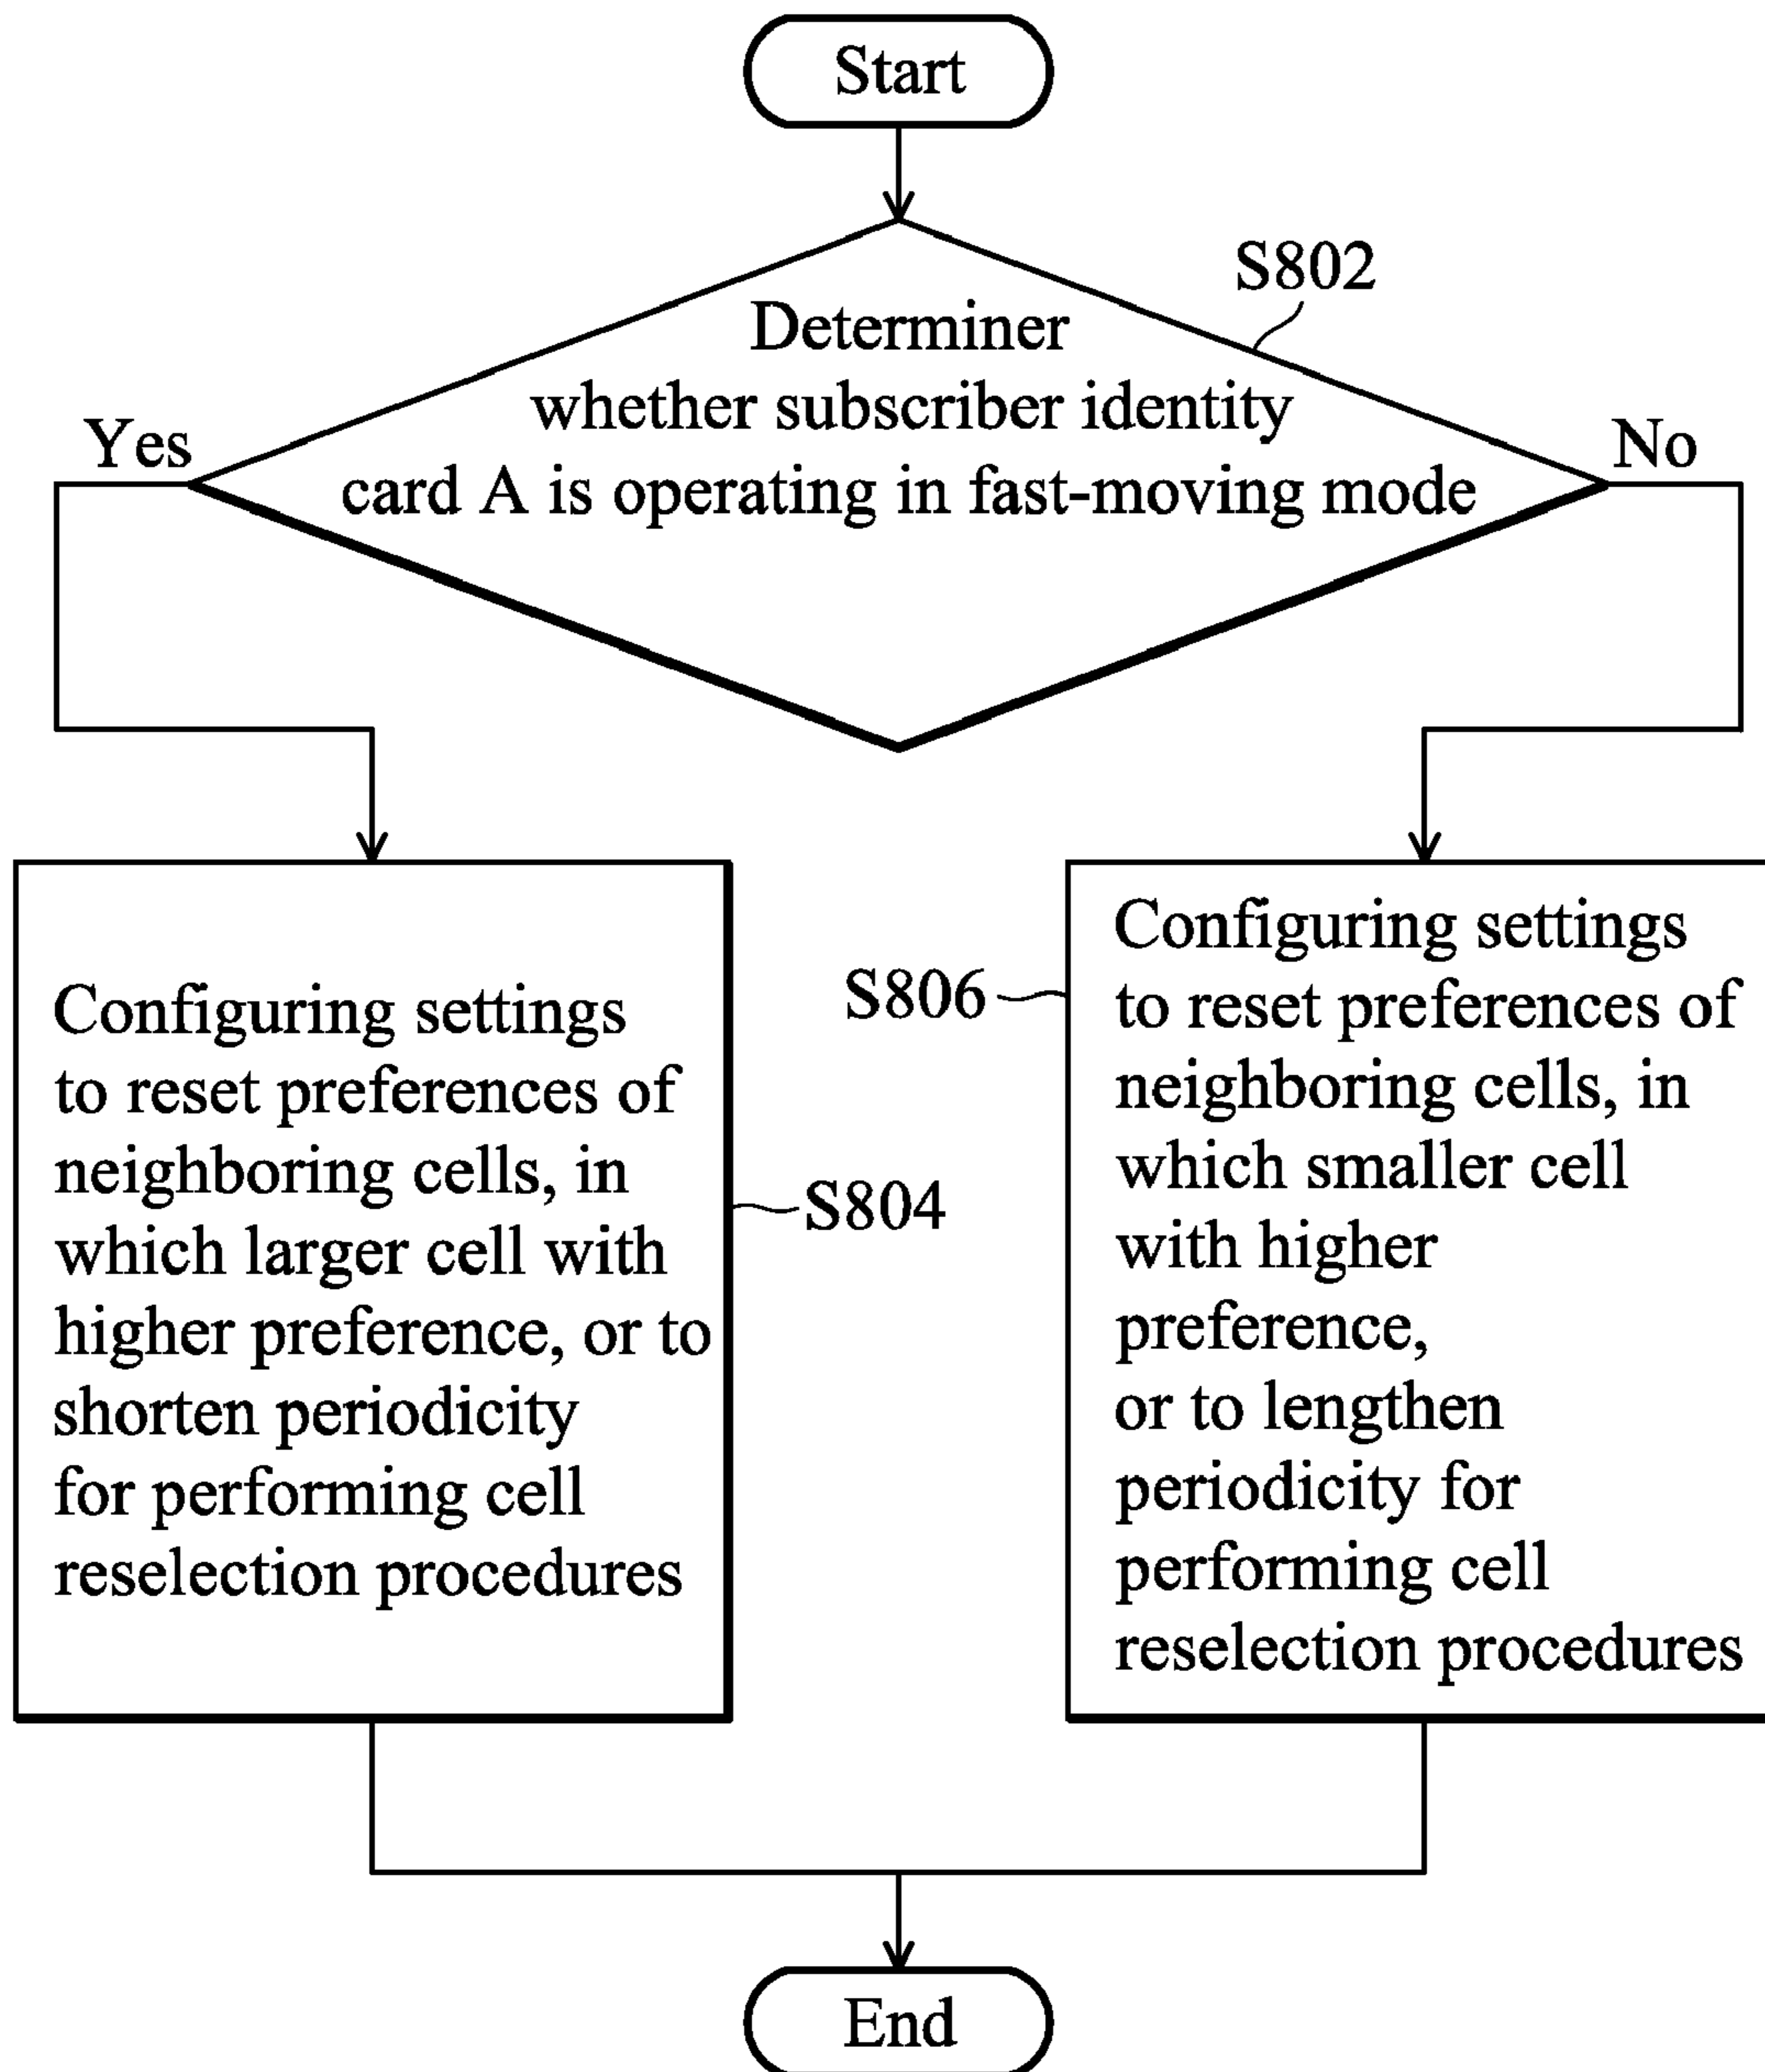 Start
S802
Determiner
whether subscriber identity
card A is operating in fast-moving mode
Yes
No
Configuring settings
to reset preferences of
neighboring cells, in
which larger cell with
higher preference, or to
shorten periodicity
for performing cell
reselection procedures
S804
S806
Configuring settings
to reset preferences of
neighboring cells, in
which smaller cell
with higher
preference,
or to lengthen
periodicity for
performing cell
reselection procedures
End